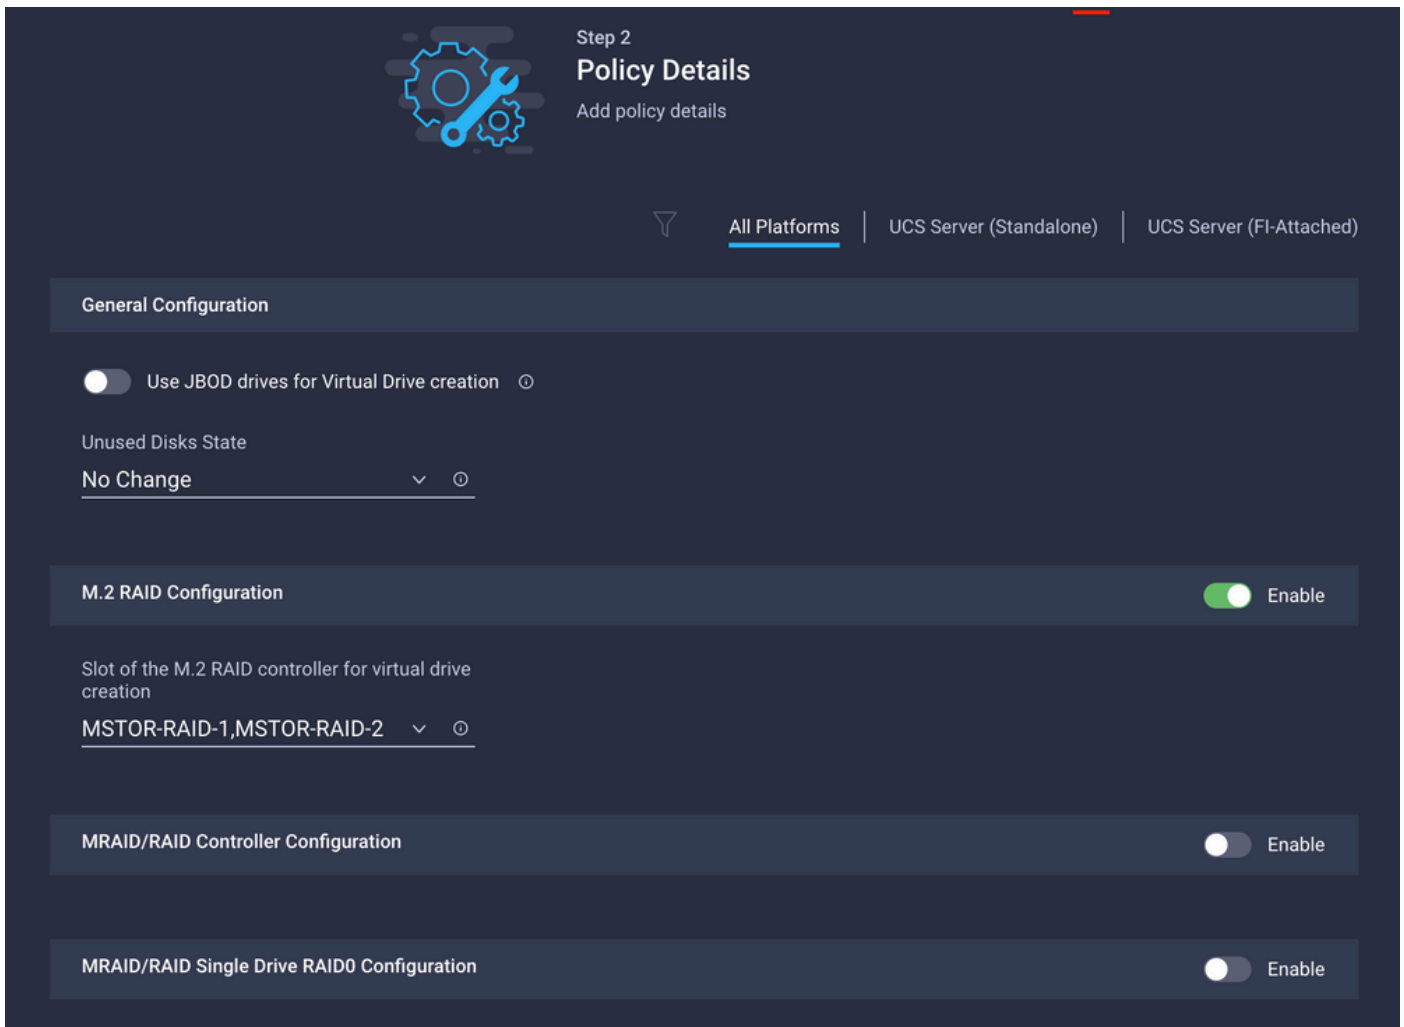 Step 2
Policy Details
Add policy details
All Platforms
UCS Server (Standalone)
UCS Server (FI-Attached)
General Configuration
Use JBOD drives for Virtual Drive creation
Unused Disks State
No Change
M.2 RAID Configuration
Enable
Slot of the M.2 RAID controller for virtual drive
creation
MSTOR-RAID-1,MSTOR-RAID-2
MRAID/RAID Controller Configuration
Enable
MRAID/RAID Single Drive RAID0 Configuration
Enable